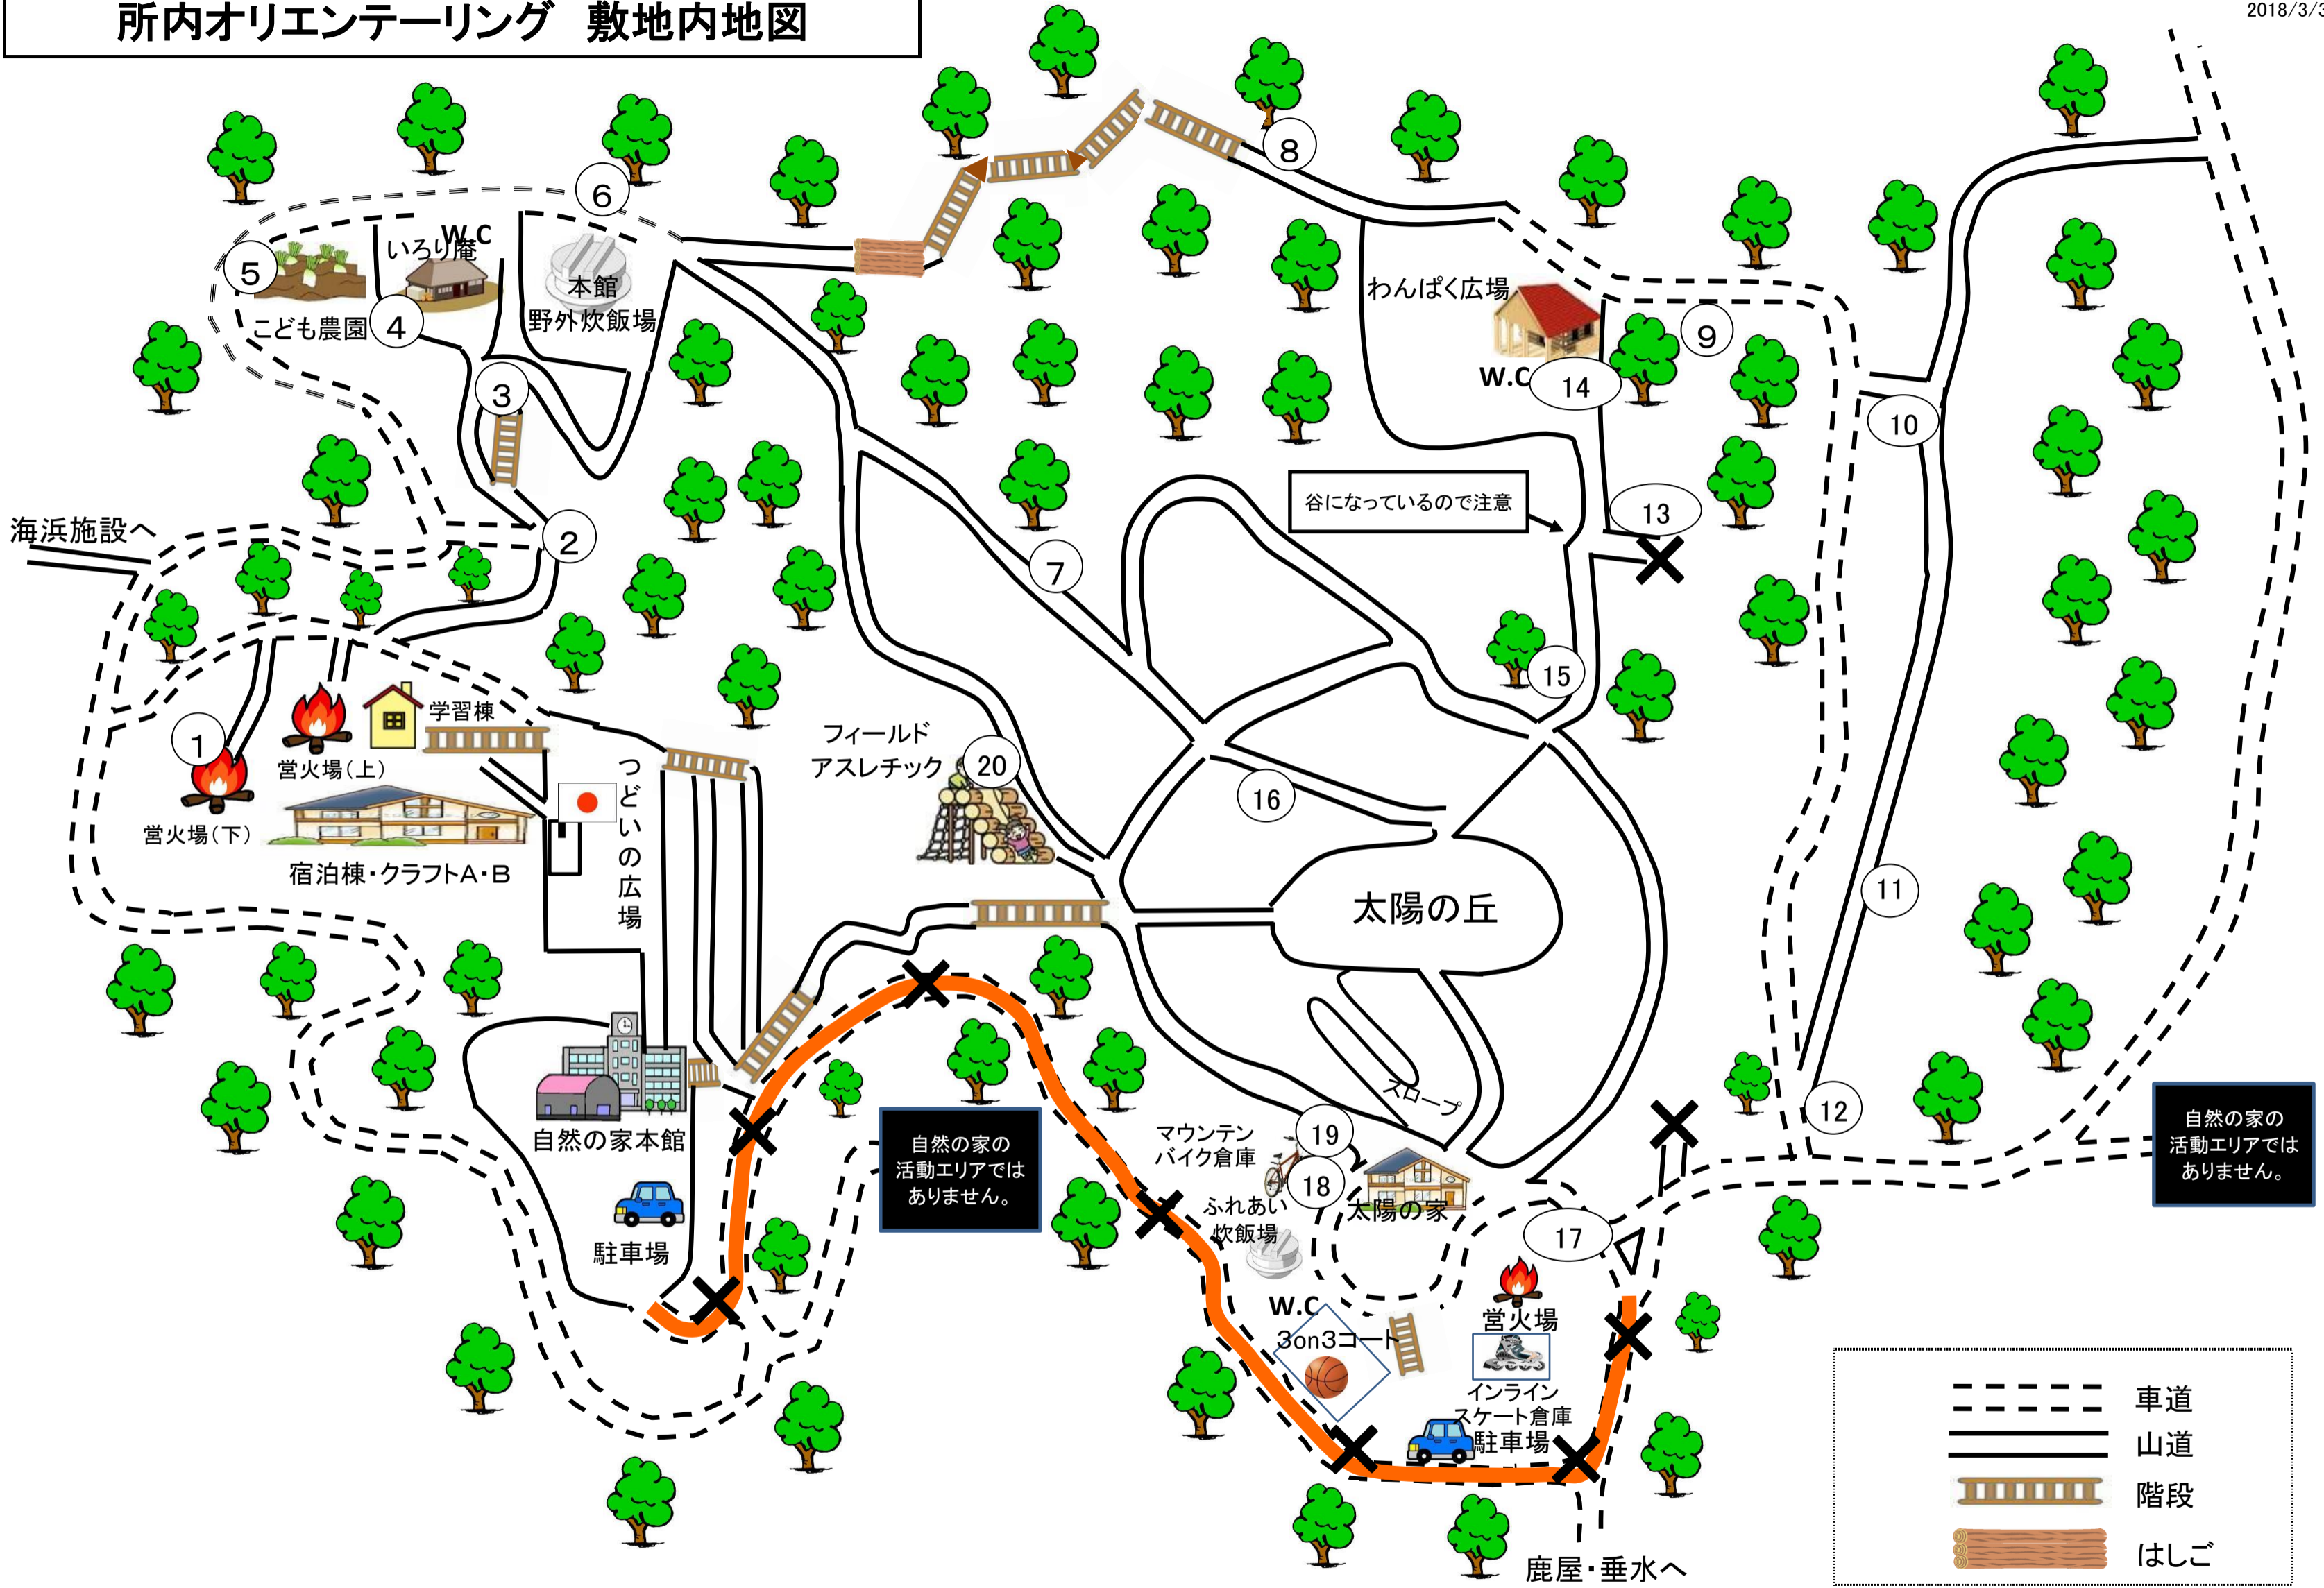 所内オリエンテーリング　敷地内地図
2018/3/3
8
6
W.C
いろり庵
5
本館
野外炊飯場
こども農園
4
わんぱく広場
9
3
W.C
14
10
谷になっているので注意
13
海浜施設へ
2
7
15
学習棟
1
営火場(上)
フィールド
アスレチック
20
つどいの広場
16
営火場(下)
宿泊棟・クラフトA・B
太陽の丘
11
スロープ
12
自然の家本館
自然の家の
活動エリアでは
ありません。
マウンテン
バイク倉庫
19
18
自然の家の
活動エリアでは
ありません。
ふれあい
炊飯場
太陽の家
17
駐車場
W.C
3on3コート
営火場
インライン
スケート倉庫
駐車場
鹿屋・垂水へ
車道
山道
階段
はしご